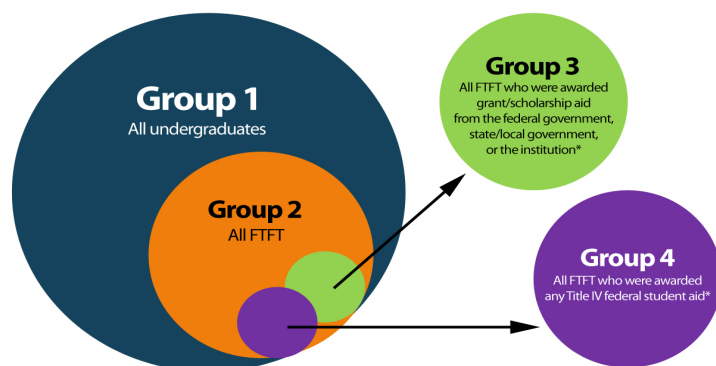 Group 1
All undergraduates
Group 2
All FTFT
Group 3
All FTFT who were awarded
grant/scholarship aid
from the federal government,
state/local government,
or the institution*
Group 4
All FTFT who were awarded
any Title IV federal student aid*